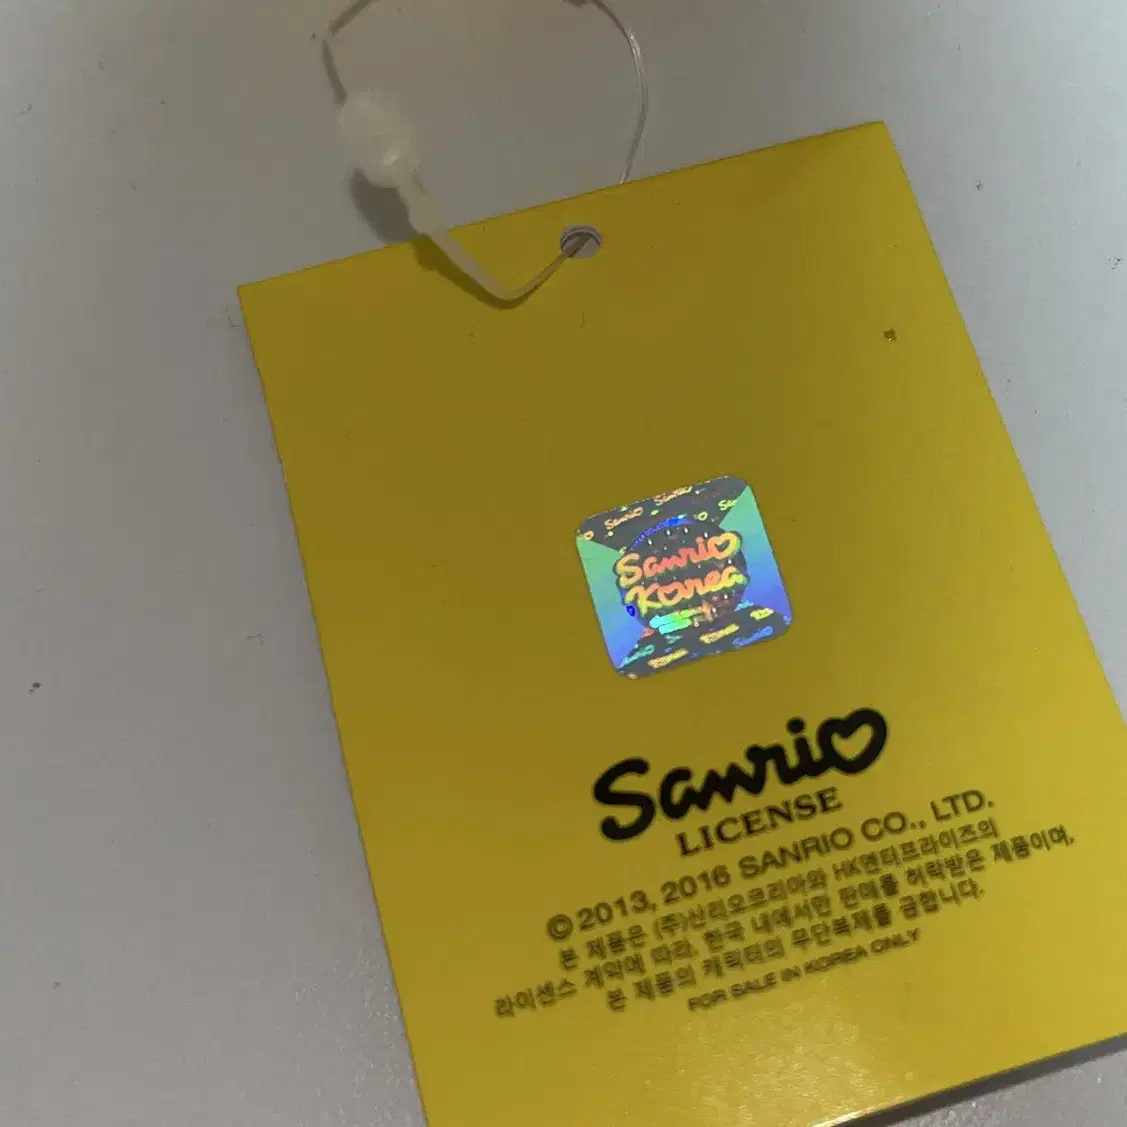 Sanrio
Korea
Sanrio
LICENSE
© 2013, 2016 SANRIO CO., LTD.
본 제품은 (주)산리오코리아와 HK엔터프라이즈의
라이센스 계약에 따라, 한국 내에서만 판매를 허락받은 제품이며,
본 제품의 캐릭터의 무단복제를 금합니다.
FOR SALE IN KOREA ONLY